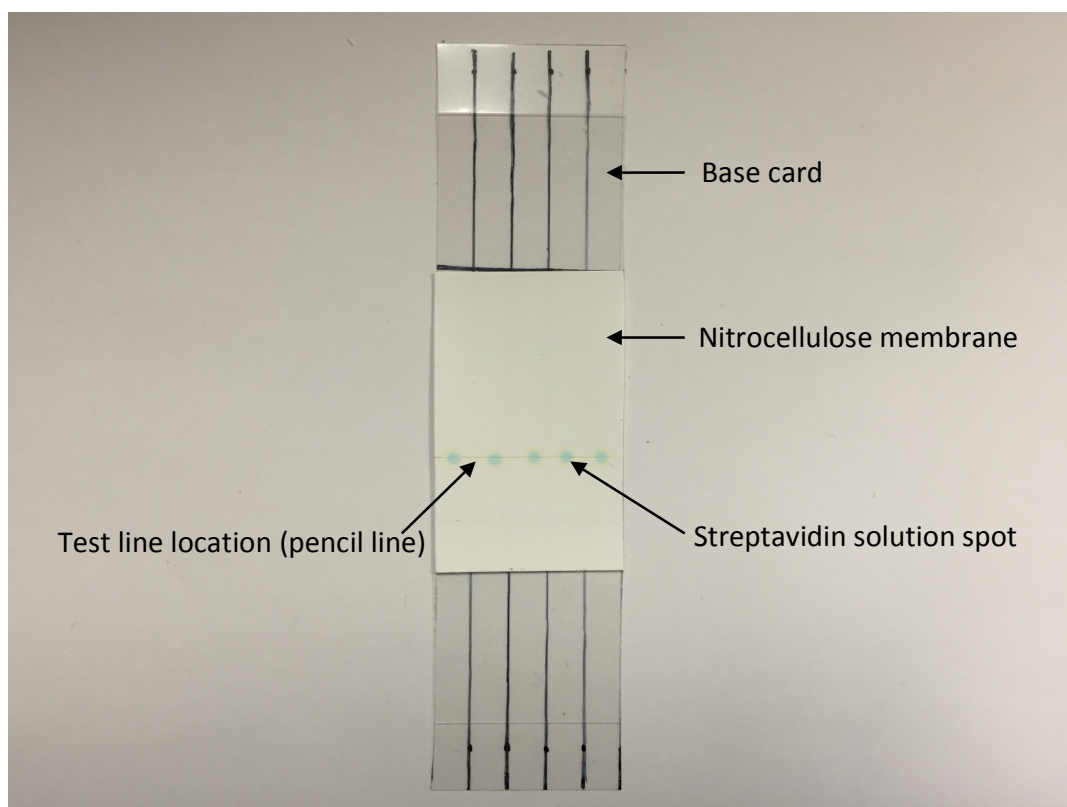 Base card
Nitrocellulose membrane
Test line location (pencil line)
Streptavidin solution spot